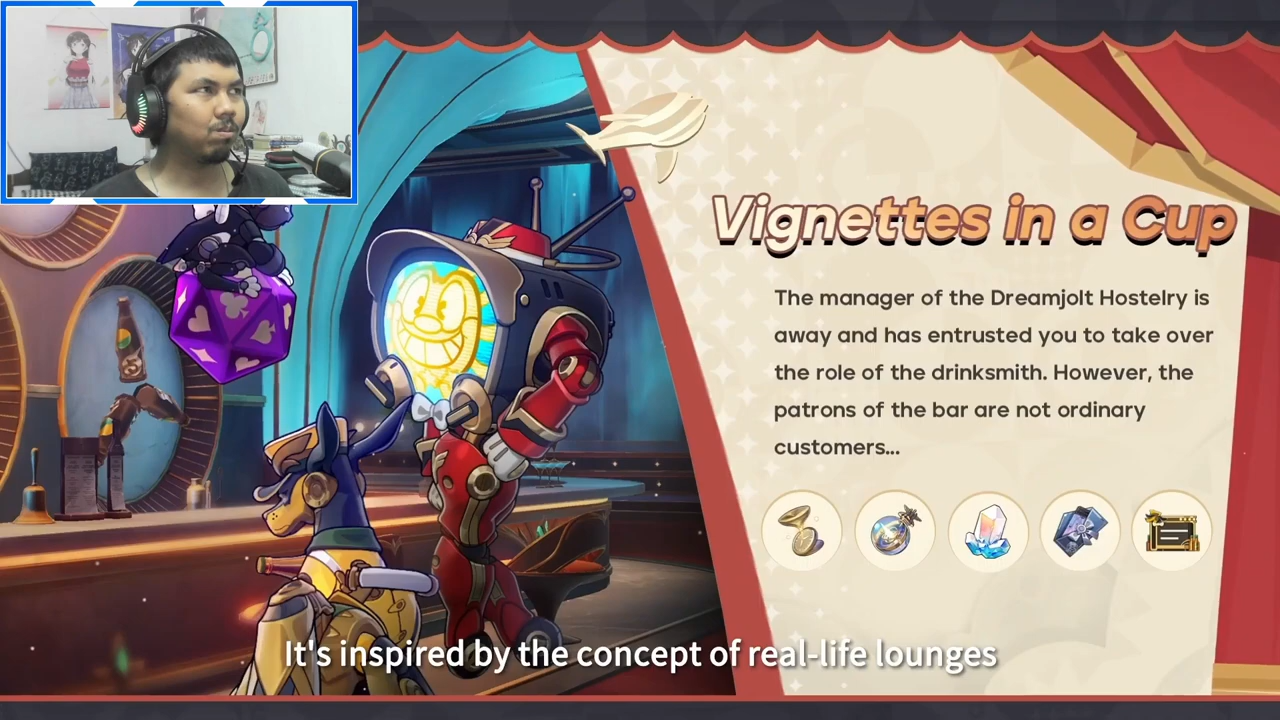 Vignettes in a Cup
The manager of the Dreamjolt Hostelry is
away and has entrusted you to take over
the role of the drinksmith. However, the
patrons of the bar are not ordinary
customers...
It's inspired by the concept of real-life lounges